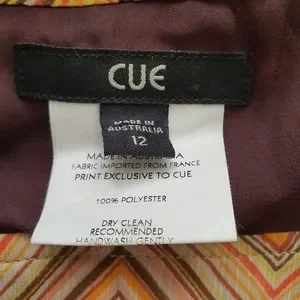 CUE
MADE IN
AUSTRALIA
12
MADE IN AUSTRALIA
FABRIC IMPORTED FROM FRANCE
PRINT EXCLUSIVE TO CUE
100% POLYESTER
DRY CLEAN
RECOMMENDED
HANDWASH GENTLY